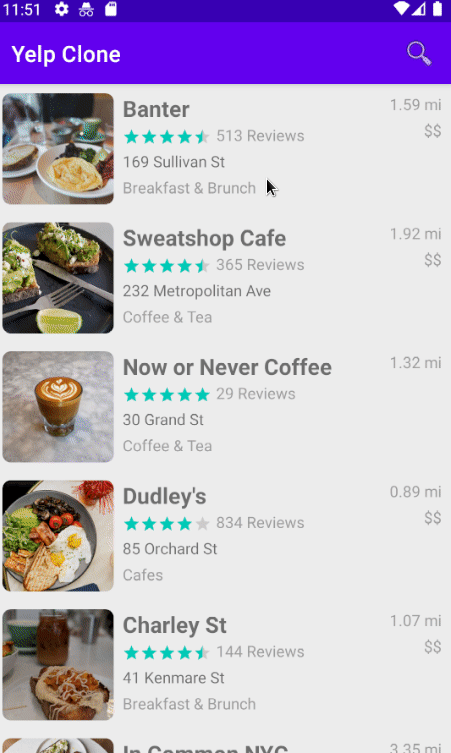 11:51
Yelp Clone
Banter 1.59 mi
513 Reviews $$
169 Sullivan St
Breakfast & Brunch
Sweatshop Cafe 1.92 mi
365 Reviews $$
232 Metropolitan Ave
Coffee & Tea
Now or Never Coffee 1.32 mi
29 Reviews
30 Grand St
Coffee & Tea
Dudley's 0.89 mi
834 Reviews $$
85 Orchard St
Cafes
Charley St 1.07 mi
144 Reviews $$
41 Kenmare St
Breakfast & Brunch
In Common NYC 3.35 mi